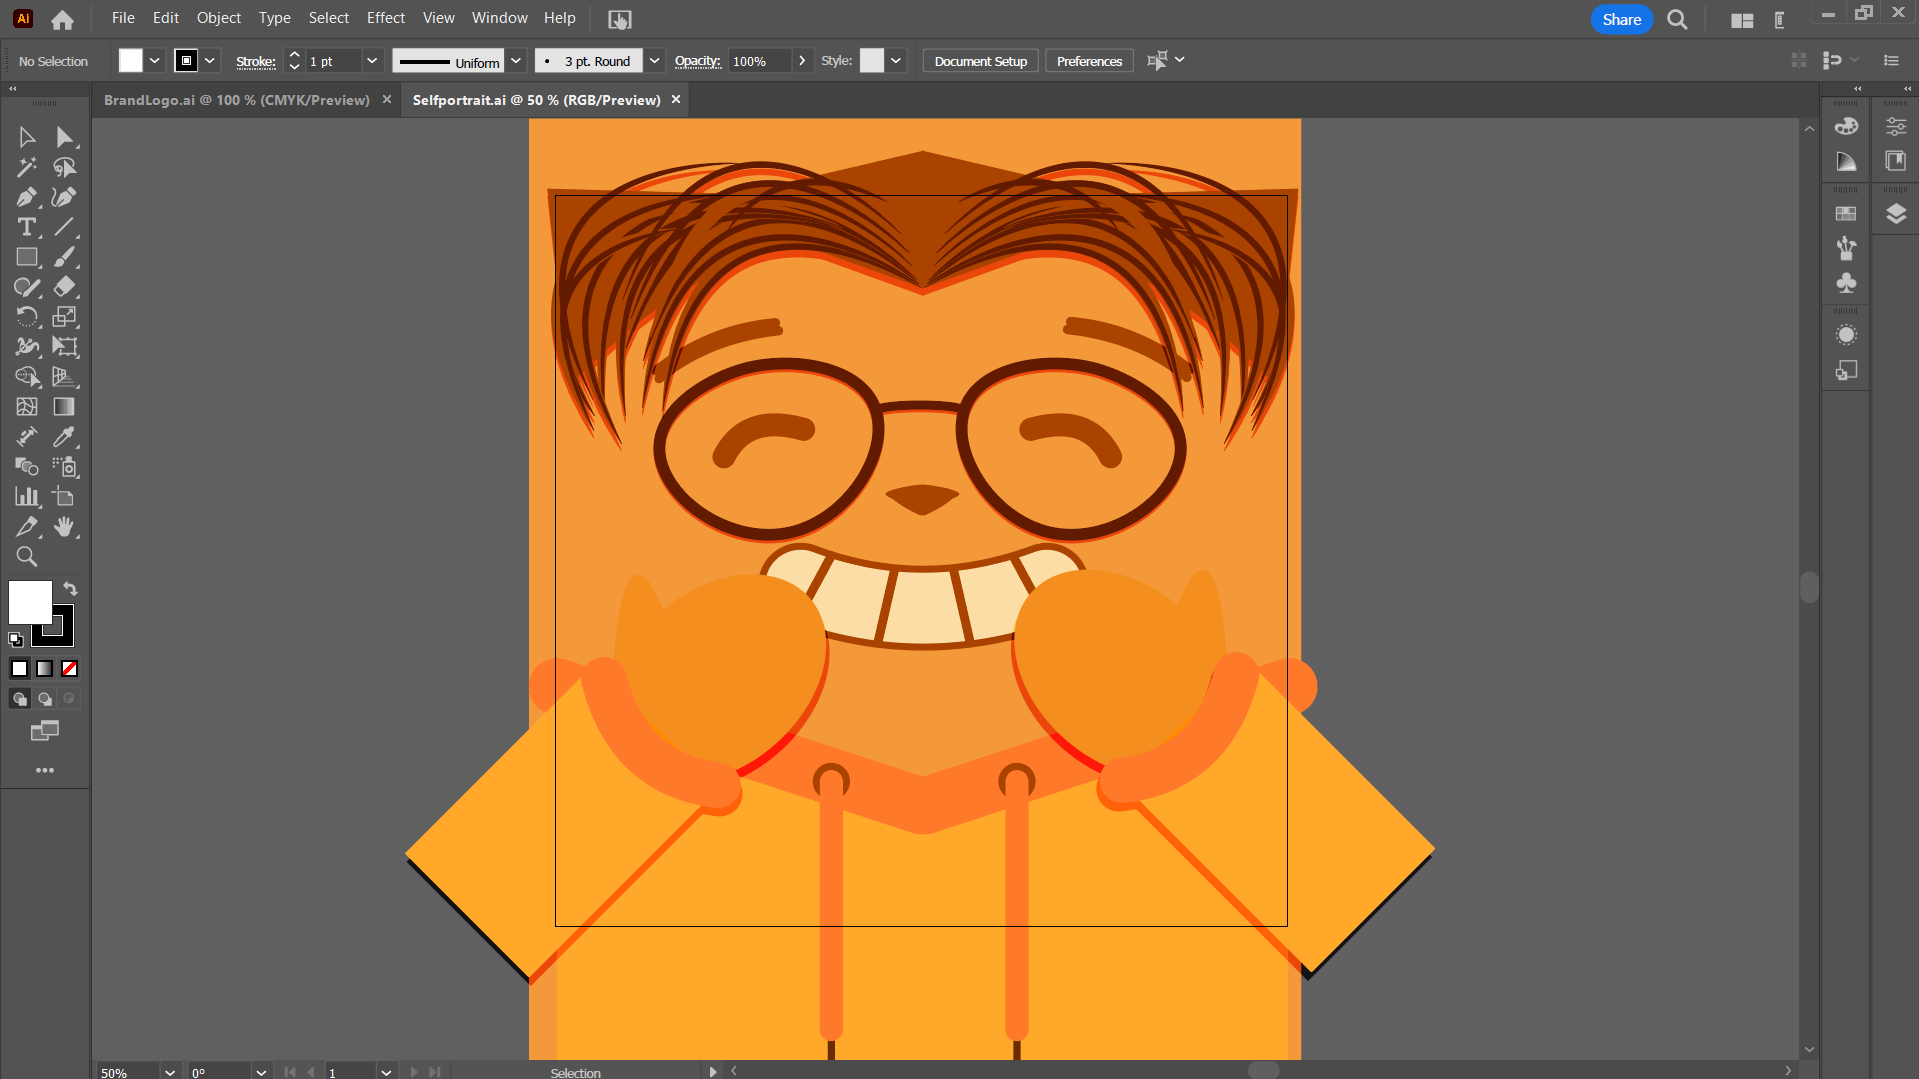 Ai File Edit Object Type Select Effect View Window Help Share
No Selection Stroke: 1 pt Uniform 3 pt. Round Opacity: 100% Style: Document Setup Preferences
BrandLogo.ai @ 100 % (CMYK/Preview) Selfportrait.ai @ 50 % (RGB/Preview)
50% 0° 1 Selection